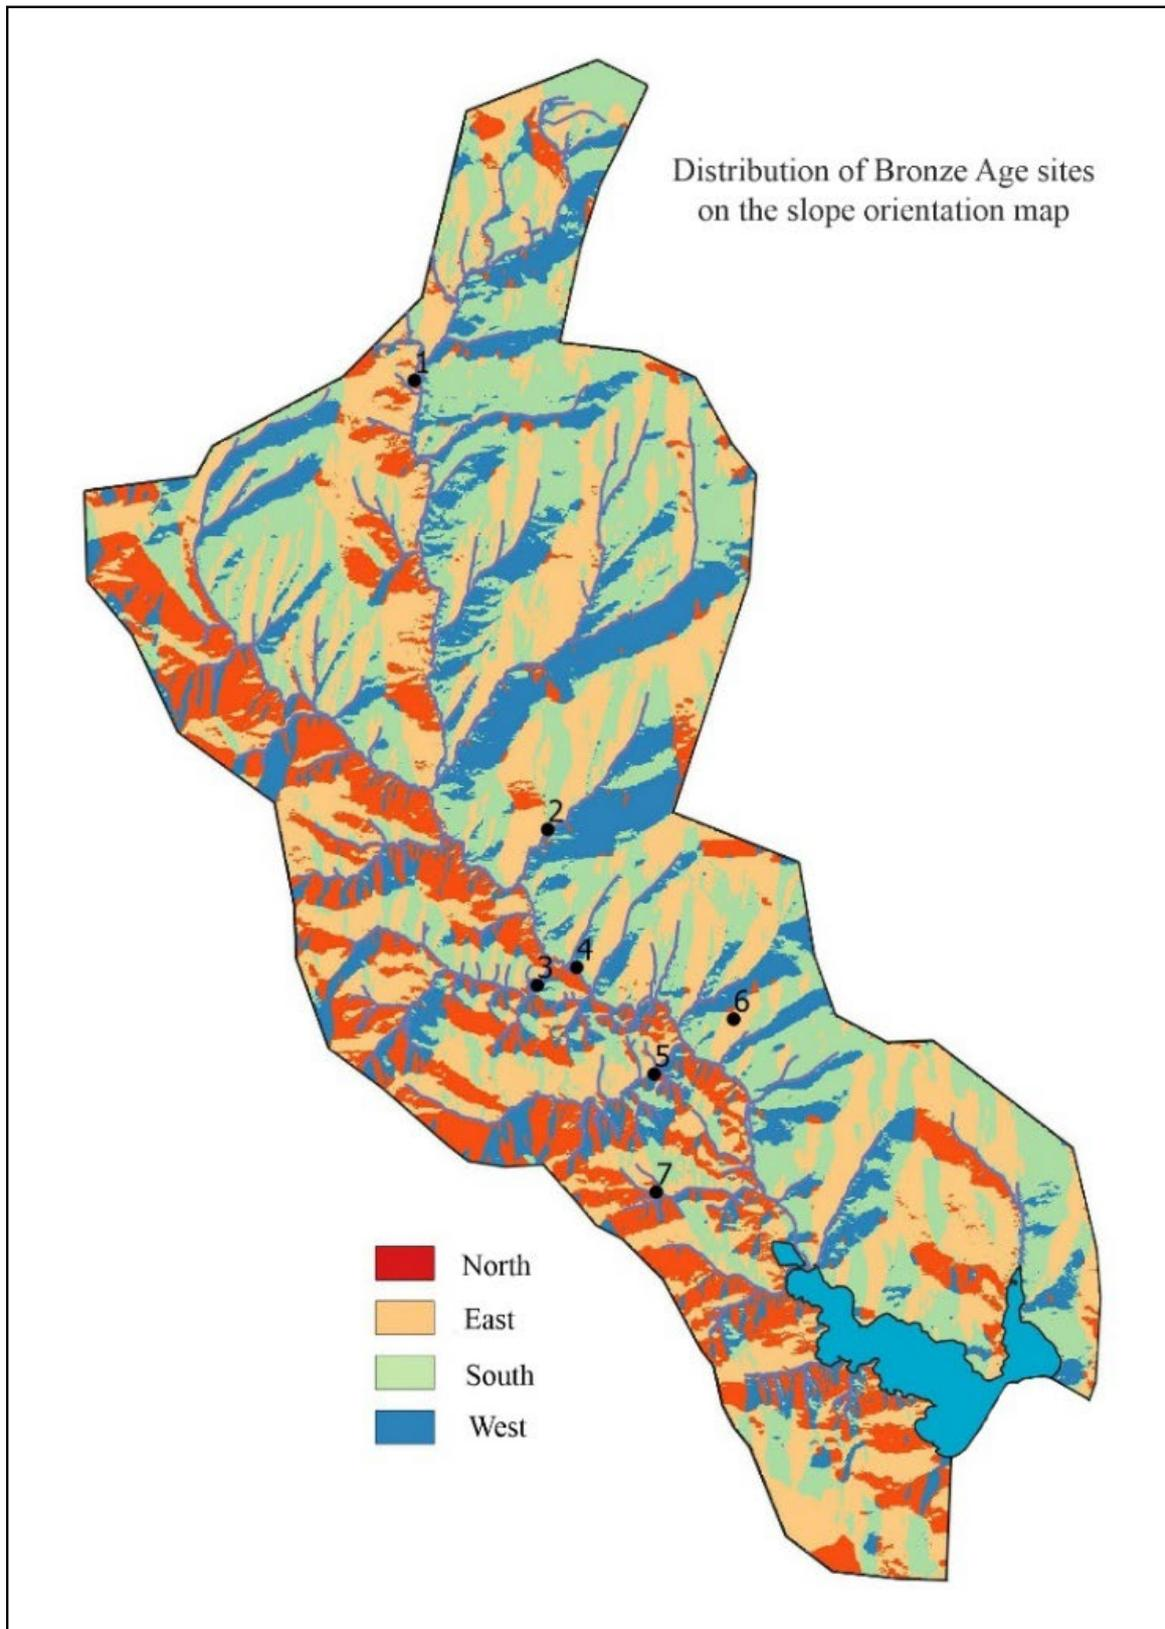 Distribution of Bronze Age sites
on the slope orientation map
1
2
4
3
6
5
7
North
East
South
West